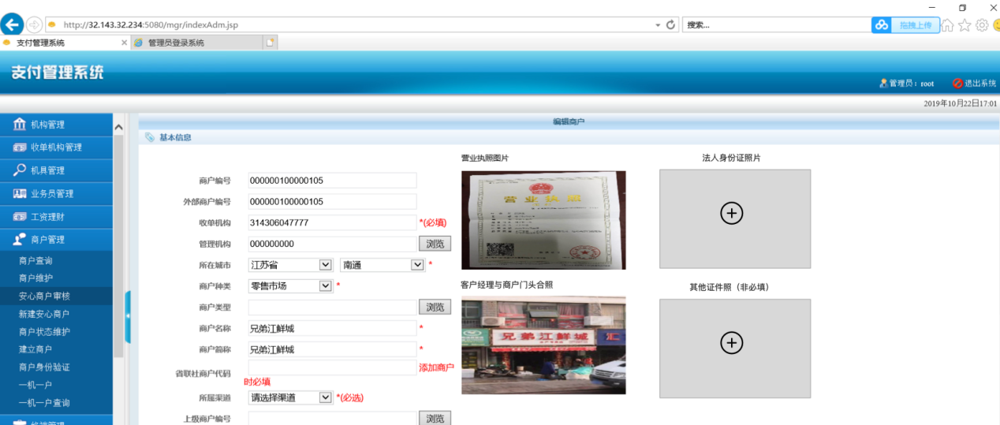 http://32.143.32.234:5080/mgr/indexAdm.jsp
搜索...
拖拽上传
支付管理系统
管理员登录系统
支付管理系统
管理员：root
退出系统
2019年10月22日17:01
机构管理
收单机构管理
机具管理
业务员管理
工资理财
商户管理
商户查询
商户维护
安心商户审核
新建安心商户
商户状态维护
建立商户
商户身份验证
一机一户
一机一户查询
终端管理
编辑商户
基本信息
商户编号 000000100000105
外部商户编号 000000100000105
收单机构 314306047777 *(必填)
管理机构 000000000 浏览
所在城市 江苏省 南通 *
商户种类 零售市场 *
商户类型 浏览
商户名称 兄弟江鲜城 *
商户简称 兄弟江鲜城 *
省联社商户代码 添加商户
时必填
所属渠道 请选择渠道 *(必选)
上级商户编号 浏览
营业执照图片
营业执照
客户经理与商户门头合照
兄弟江鲜城 汇
法人身份证照片
其他证件照（非必填）